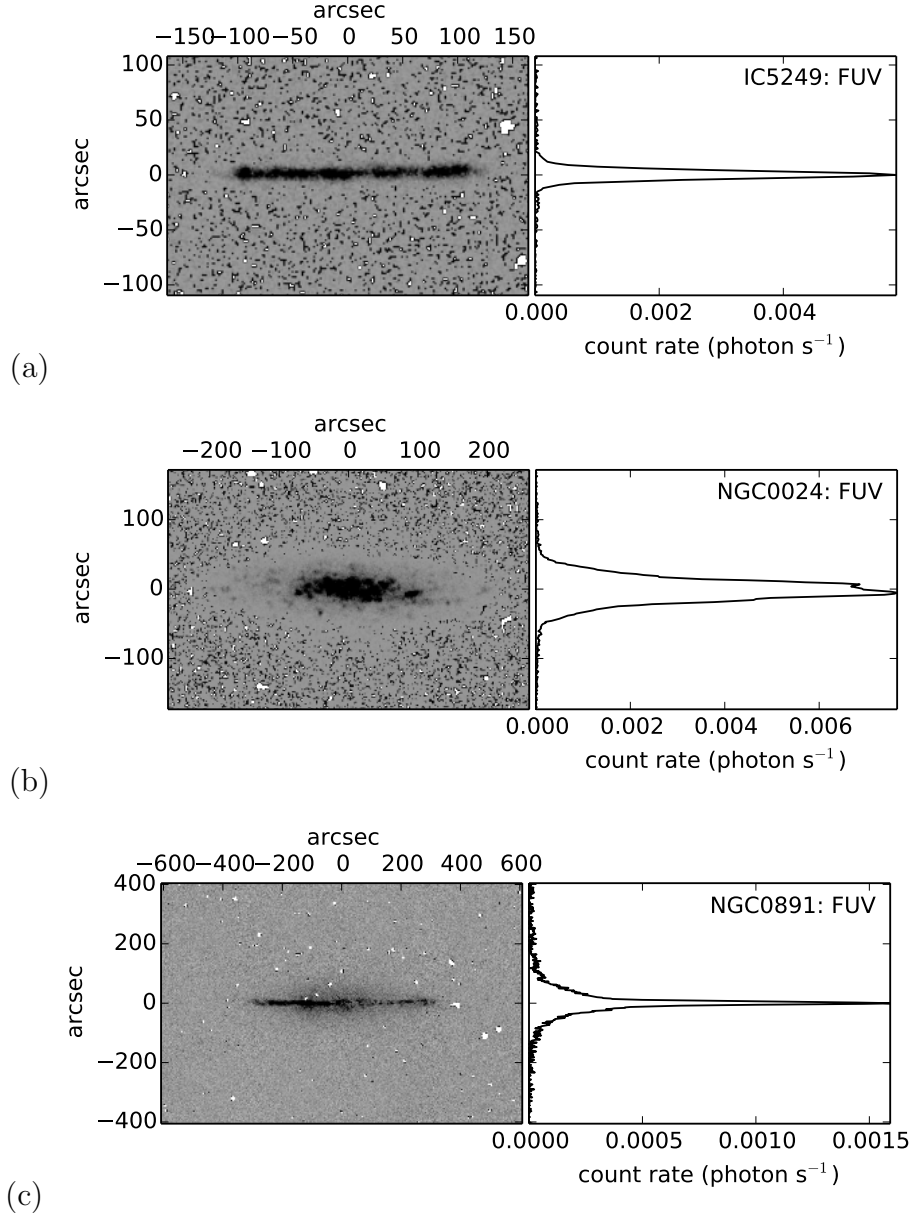 arcsec
−150 −100 −50 0 50 100 150
100
50
0
−50
−100
arcsec
IC5249: FUV
0.000 0.002 0.004
count rate (photon s⁻¹)
(a)
arcsec
−200 −100 0 100 200
100
0
−100
arcsec
NGC0024: FUV
0.000 0.002 0.004 0.006
count rate (photon s⁻¹)
(b)
arcsec
−600 −400 −200 0 200 400 600
400
200
0
−200
−400
arcsec
NGC0891: FUV
0.0000 0.0005 0.0010 0.0015
count rate (photon s⁻¹)
(c)